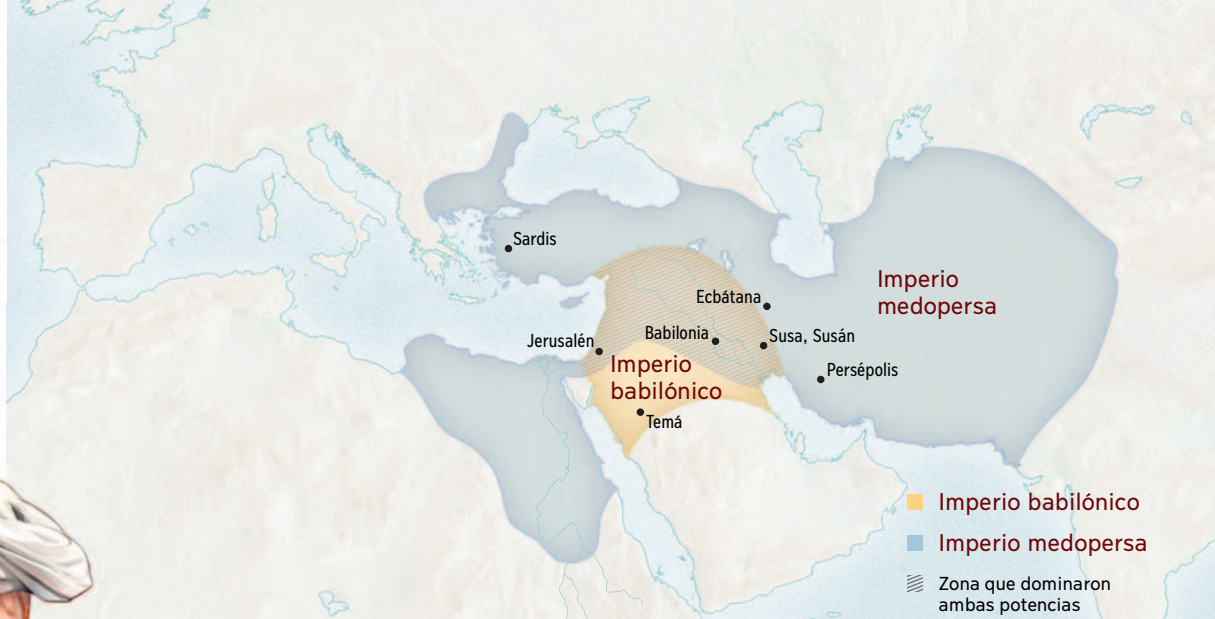 Sardis
Imperio
medopersa
Ecbátana
Babilonia
Susa, Susán
Jerusalén
Imperio
babilónico
Persépolis
Temá
Imperio babilónico
Imperio medopersa
Zona que dominaron
ambas potencias